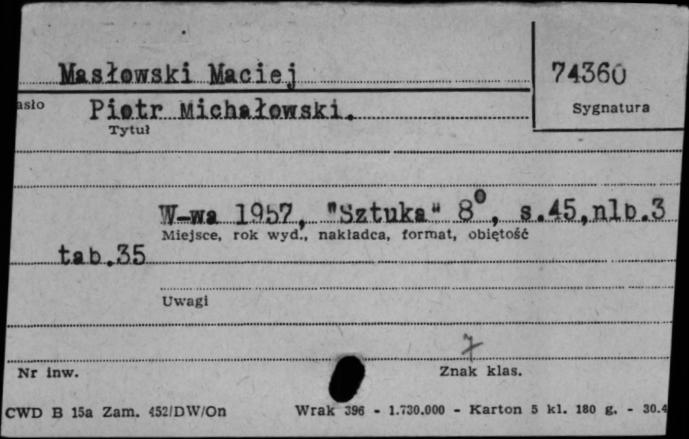 Masłowski Maciej
74360
asło
Piotr Michałowski.
Sygnatura
Tytuł
W-wa 1957, "Sztuka" 8°, s.45,nlb.3
Miejsce, rok wyd., nakładca, format, objętość
tab.35
Uwagi
7
Nr inw.
Znak klas.
CWD B 15a Zam. 452/DW/On Wrak 396 - 1.730.000 - Karton 5 kl. 180 g. - 30.4